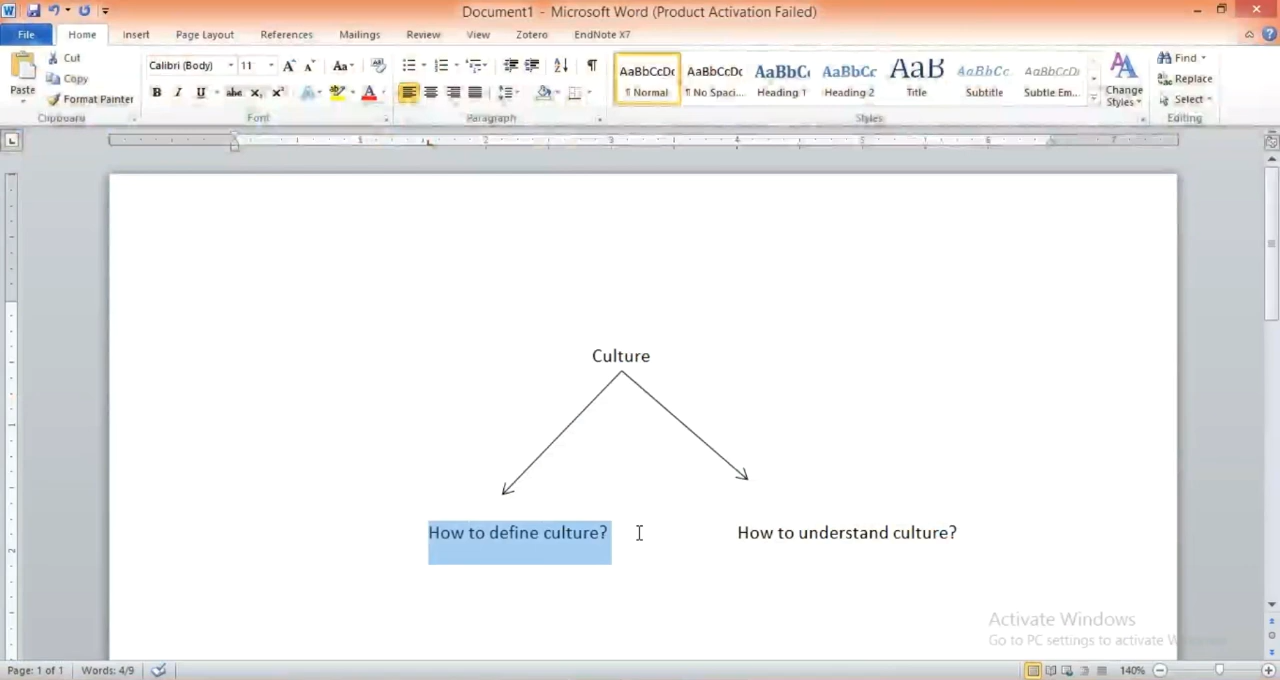 Document1 - Microsoft Word (Product Activation Failed)
File Home Insert Page Layout References Mailings Review View Zotero EndNote X7
Paste
Cut
Copy
Format Painter
Clipboard
Calibri (Body) 11
Font
Paragraph
AaBbCcDc AaBbCcDc AaBbC AaBbCc AaB AaBbCc. AaBbCcDi
¶ Normal ¶ No Spaci... Heading 1 Heading 2 Title Subtitle Subtle Em...
Change
Styles
Styles
Find
Replace
Select
Editing
Culture
How to define culture? How to understand culture?
Activate Windows
Go to PC settings to activate
Page: 1 of 1 Words: 4/9 140%